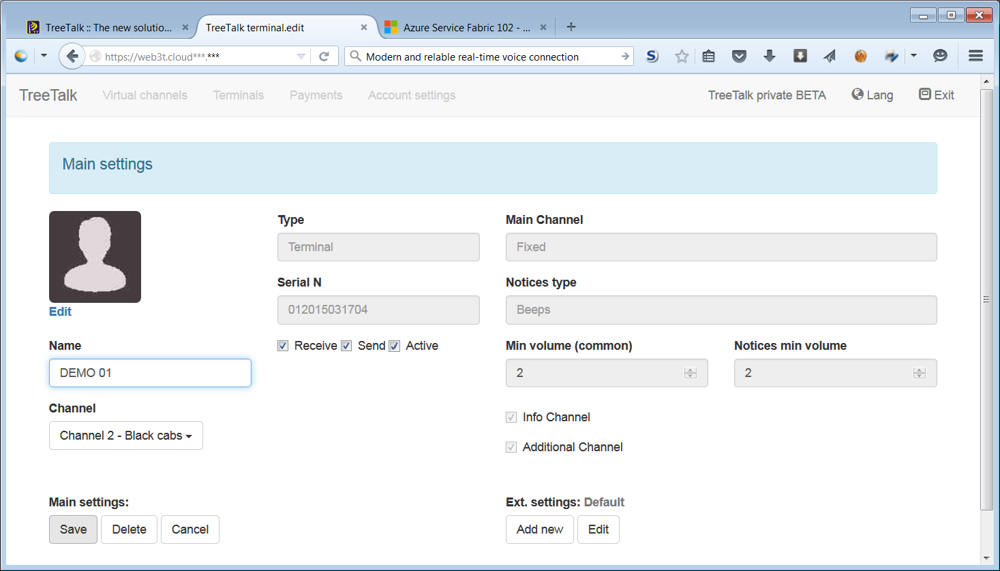 TreeTalk :: The new solutio...
TreeTalk terminal.edit
Azure Service Fabric 102 - ...
https://web3t.cloud***.***
Modern and relable real-time voice connection
TreeTalk Virtual channels Terminals Payments Account settings TreeTalk private BETA Lang Exit
Main settings
Edit
Name
DEMO 01
Channel
Channel 2 - Black cabs
Type
Terminal
Serial N
012015031704
Receive Send Active
Main Channel
Fixed
Notices type
Beeps
Min volume (common)
2
Notices min volume
2
Info Channel
Additional Channel
Main settings:
Save Delete Cancel
Ext. settings: Default
Add new Edit